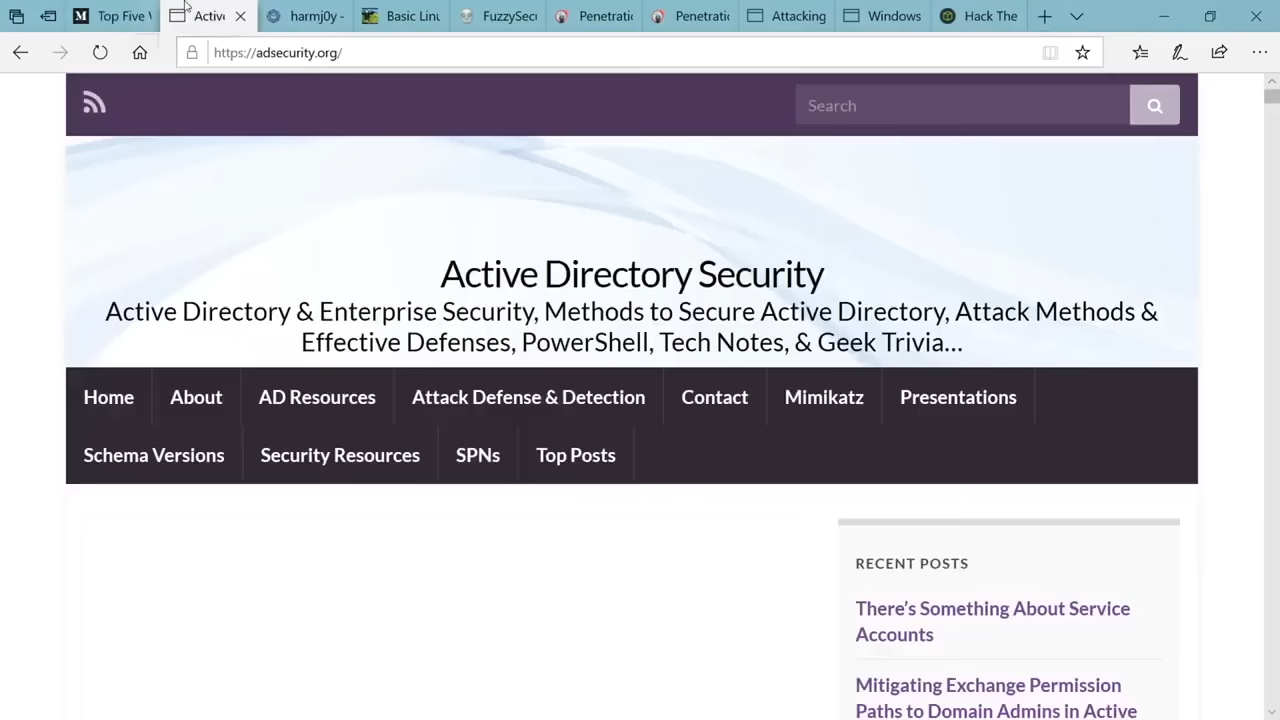 Top Five
Active
harmj0y -
Basic Linu
FuzzySec
Penetratio
Penetratio
Attacking
Windows
Hack The
https://adsecurity.org/
Search
Active Directory Security
Active Directory & Enterprise Security, Methods to Secure Active Directory, Attack Methods &
Effective Defenses, PowerShell, Tech Notes, & Geek Trivia…
Home
About
AD Resources
Attack Defense & Detection
Contact
Mimikatz
Presentations
Schema Versions
Security Resources
SPNs
Top Posts
RECENT POSTS
There’s Something About Service
Accounts
Mitigating Exchange Permission
Paths to Domain Admins in Active